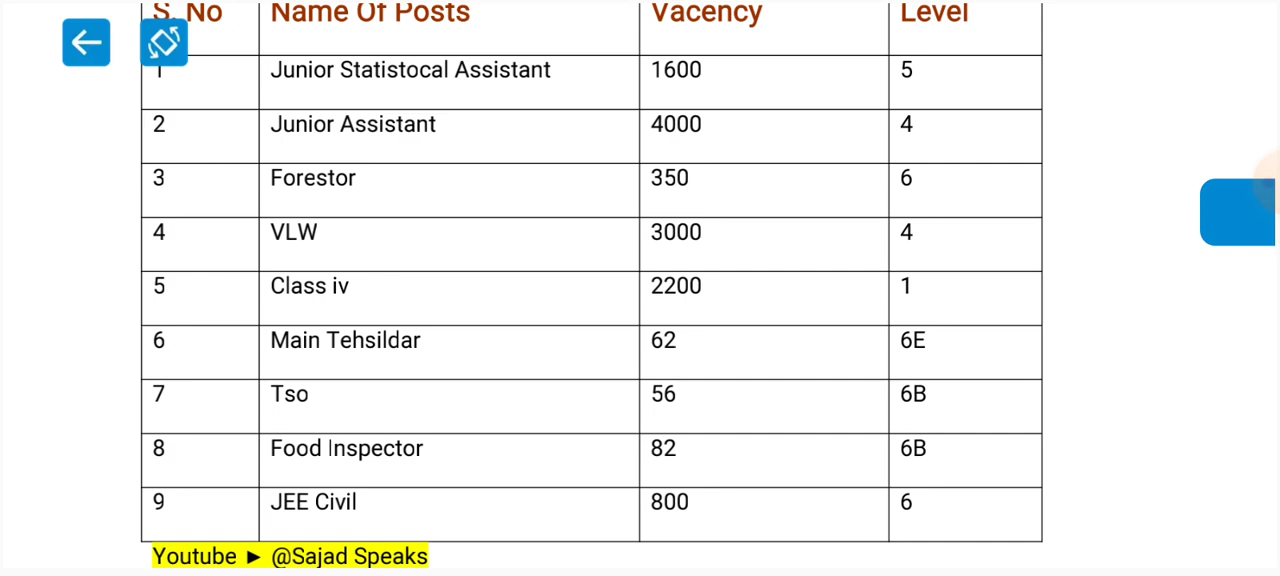 S. No Name Of Posts Vacency Level
1 Junior Statistocal Assistant 1600 5
2 Junior Assistant 4000 4
3 Forestor 350 6
4 VLW 3000 4
5 Class iv 2200 1
6 Main Tehsildar 62 6E
7 Tso 56 6B
8 Food Inspector 82 6B
9 JEE Civil 800 6
Youtube ► @Sajad Speaks